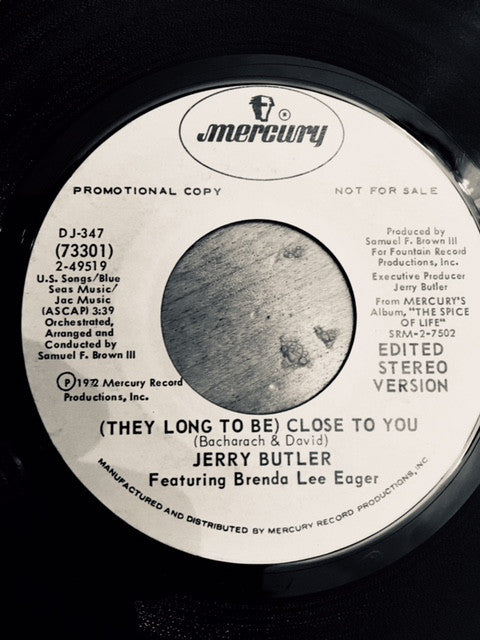 mercury
PROMOTIONAL COPY
NOT FOR SALE
DJ-347
(73301)
2-49519
U.S. Songs/Blue
Seas Music/
Jac Music
(ASCAP) 3:39
Orchestrated,
Arranged and
Conducted by
Samuel F. Brown III
Ⓟ1972 Mercury Record
Productions, Inc.
Produced by
Samuel F. Brown III
For Fountain Record
Productions, Inc.
Executive Producer
Jerry Butler
From MERCURY'S
Album, "THE SPICE
OF LIFE"
SRM-2-7502
EDITED
STEREO
VERSION
(THEY LONG TO BE) CLOSE TO YOU
(Bacharach & David)
JERRY BUTLER
Featuring Brenda Lee Eager
MANUFACTURED AND DISTRIBUTED BY MERCURY RECORD PRODUCTIONS, INC